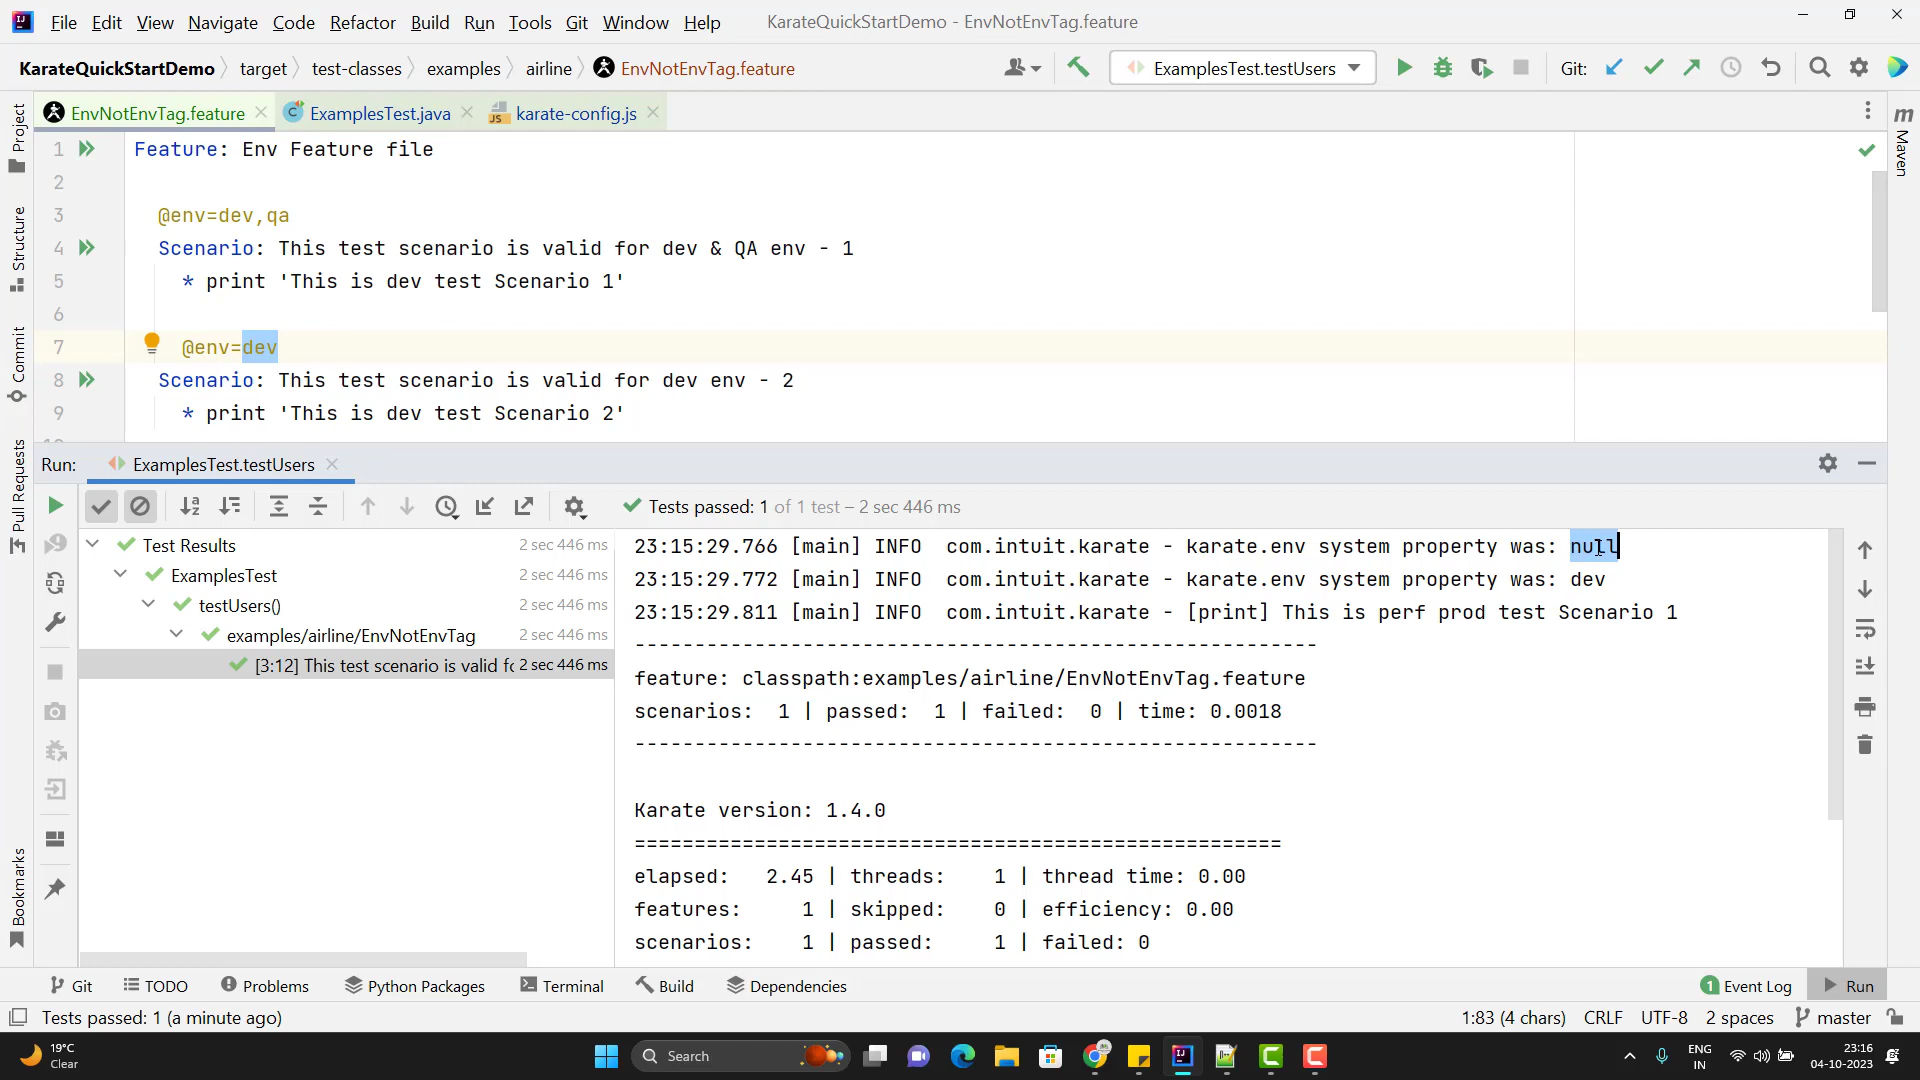 File Edit View Navigate Code Refactor Build Run Tools Git Window Help KarateQuickStartDemo - EnvNotEnvTag.feature
KarateQuickStartDemo target test-classes examples airline EnvNotEnvTag.feature ExamplesTest.testUsers Git:
EnvNotEnvTag.feature ExamplesTest.java JS karate-config.js
Project
Structure
Commit
Pull Requests
Bookmarks
m
Maven
1 Feature: Env Feature file
2
3 @env=dev,qa
4 Scenario: This test scenario is valid for dev & QA env - 1
5 * print 'This is dev test Scenario 1'
6
7 @env=dev
8 Scenario: This test scenario is valid for dev env - 2
9 * print 'This is dev test Scenario 2'
Run: ExamplesTest.testUsers
Tests passed: 1 of 1 test – 2 sec 446 ms
Test Results 2 sec 446 ms
ExamplesTest 2 sec 446 ms
testUsers() 2 sec 446 ms
examples/airline/EnvNotEnvTag 2 sec 446 ms
[3:12] This test scenario is valid fo 2 sec 446 ms
23:15:29.766 [main] INFO com.intuit.karate - karate.env system property was: null
23:15:29.772 [main] INFO com.intuit.karate - karate.env system property was: dev
23:15:29.811 [main] INFO com.intuit.karate - [print] This is perf prod test Scenario 1
---------------------------------------------------------
feature: classpath:examples/airline/EnvNotEnvTag.feature
scenarios: 1 | passed: 1 | failed: 0 | time: 0.0018
---------------------------------------------------------
Karate version: 1.4.0
======================================================
elapsed: 2.45 | threads: 1 | thread time: 0.00
features: 1 | skipped: 0 | efficiency: 0.00
scenarios: 1 | passed: 1 | failed: 0
Git TODO Problems Python Packages Terminal Build Dependencies 1 Event Log Run
Tests passed: 1 (a minute ago) 1:83 (4 chars) CRLF UTF-8 2 spaces master
19°C
Clear
Search
ENG
IN
23:16
04-10-2023